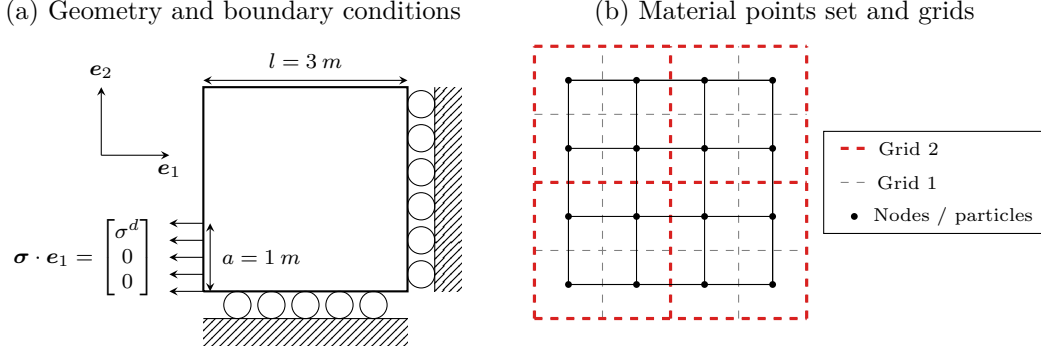 (a) Geometry and boundary conditions
(b) Material points set and grids
l = 3 m
e₂
e₁
σ · e₁ = [σᵈ 0 0]
a = 1 m
Grid 2
Grid 1
Nodes / particles